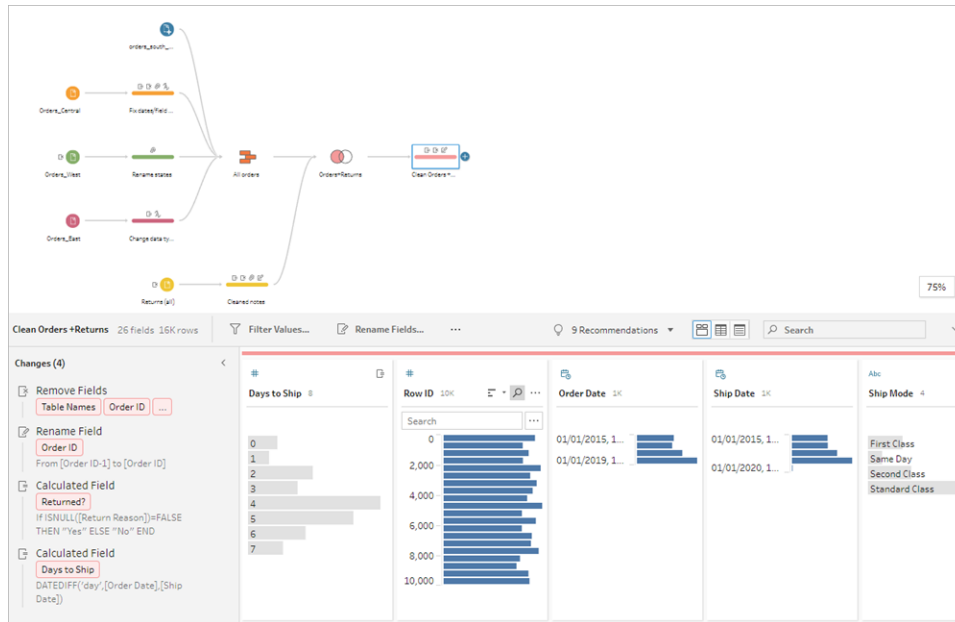 orders_south_...
Orders_Central
Fix dates/field ...
Orders_West
Rename states
All orders
Orders+Returns
Clean Orders +...
Orders_East
Change data ty...
Returns (all)
Cleaned notes
75%
Clean Orders +Returns 26 fields 16K rows
Filter Values...
Rename Fields...
...
9 Recommendations
Search
Changes (4)
Remove Fields
Table Names
Order ID
...
Rename Field
Order ID
From [Order ID-1] to [Order ID]
Calculated Field
Returned?
If ISNULL([Return Reason])=FALSE
THEN "Yes" ELSE "No" END
Calculated Field
Days to Ship
DATEDIFF('day',[Order Date],[Ship
Date])
#
Days to Ship 8
0
1
2
3
4
5
6
7
#
Row ID 10K
...
Search
...
0
2,000
4,000
6,000
8,000
10,000
Order Date 1K
01/01/2015, 1...
01/01/2019, 1...
Ship Date 1K
01/01/2015, 1...
01/01/2020, 1...
Abc
Ship Mode 4
First Class
Same Day
Second Class
Standard Class